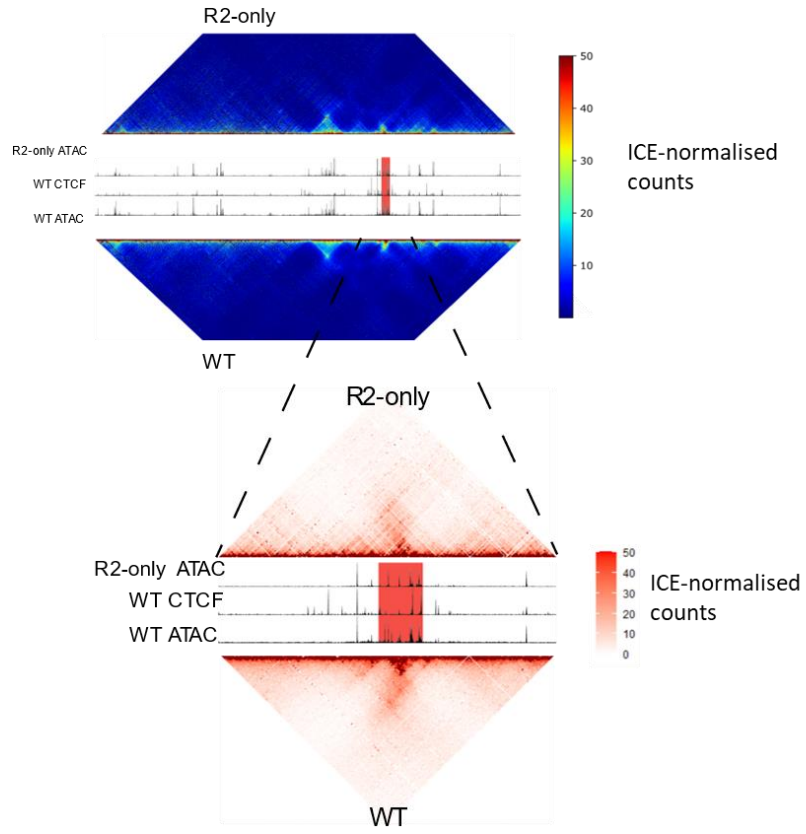 R2-only
50
40
30
20
10
ICE-normalised
counts
R2-only ATAC
WT CTCF
WT ATAC
WT
R2-only
R2-only ATAC
WT CTCF
WT ATAC
50
40
30
20
10
0
ICE-normalised
counts
WT